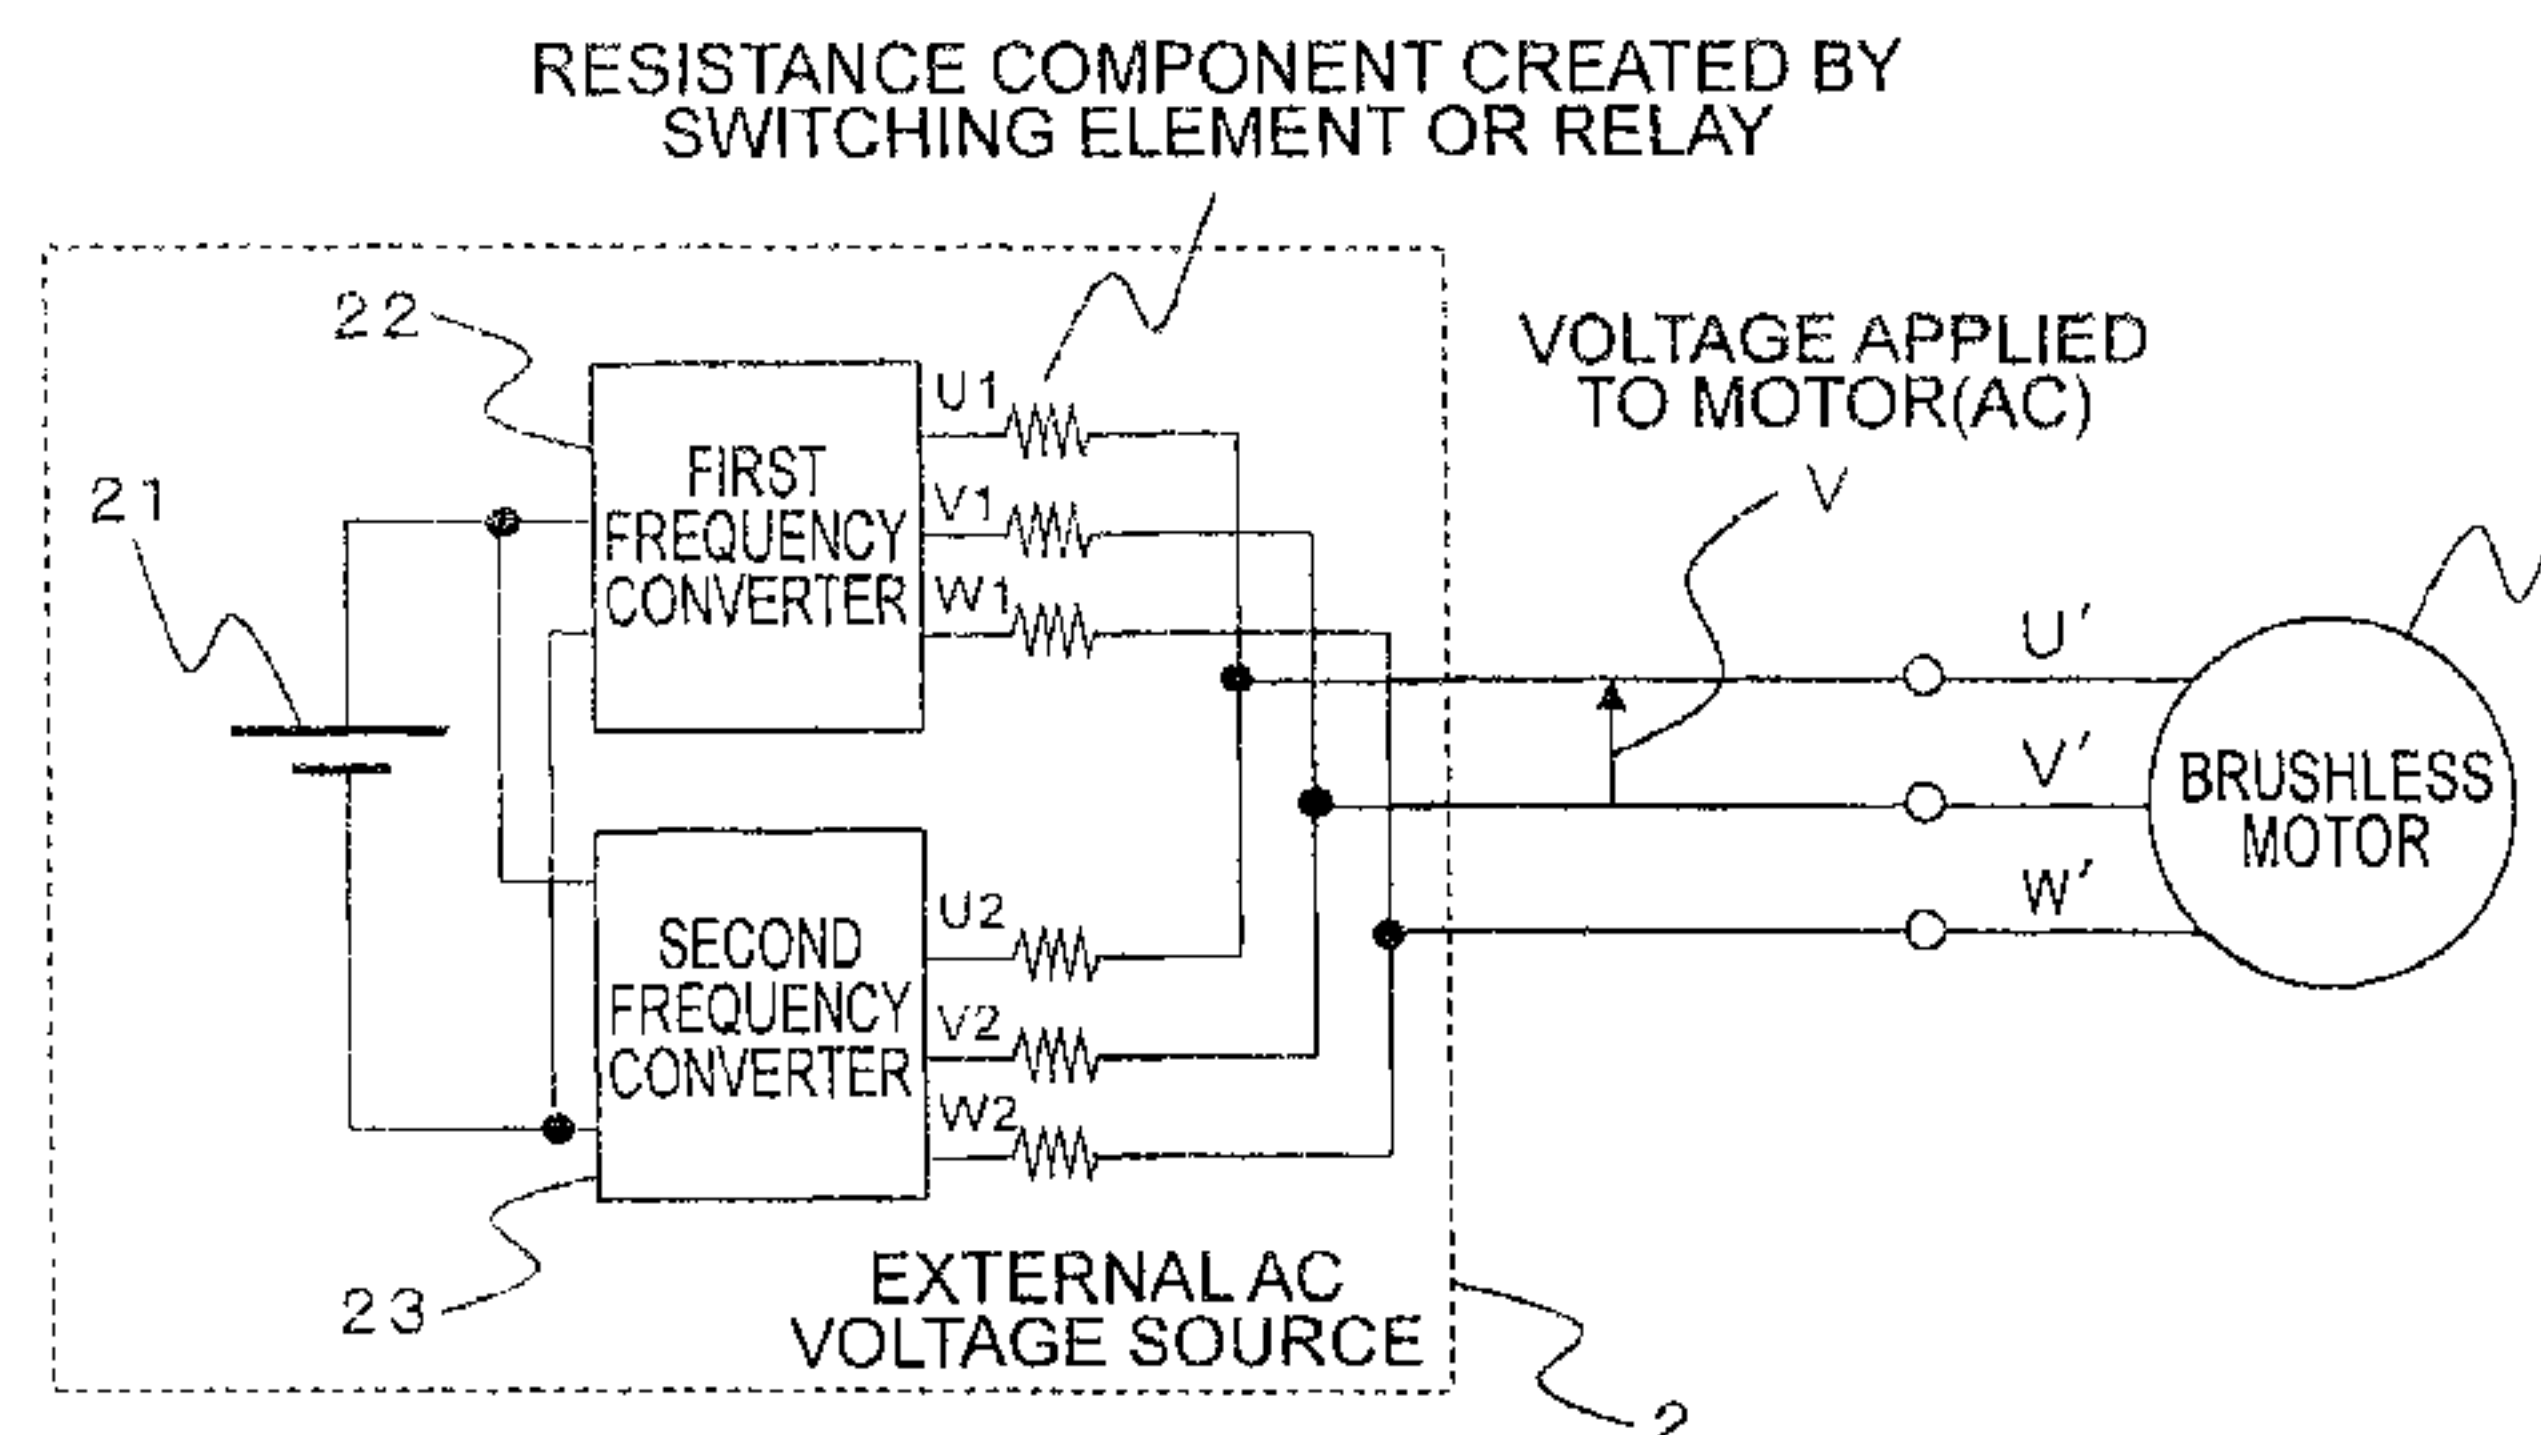 RESISTANCE COMPONENT CREATED BY
SWITCHING ELEMENT OR RELAY
22
21
FIRST
FREQUENCY
CONVERTER
U1
V1
W1
VOLTAGE APPLIED
TO MOTOR(AC)
V
U′
V′
W′
BRUSHLESS
MOTOR
SECOND
FREQUENCY
CONVERTER
U2
V2
W2
23
EXTERNAL AC
VOLTAGE SOURCE
2